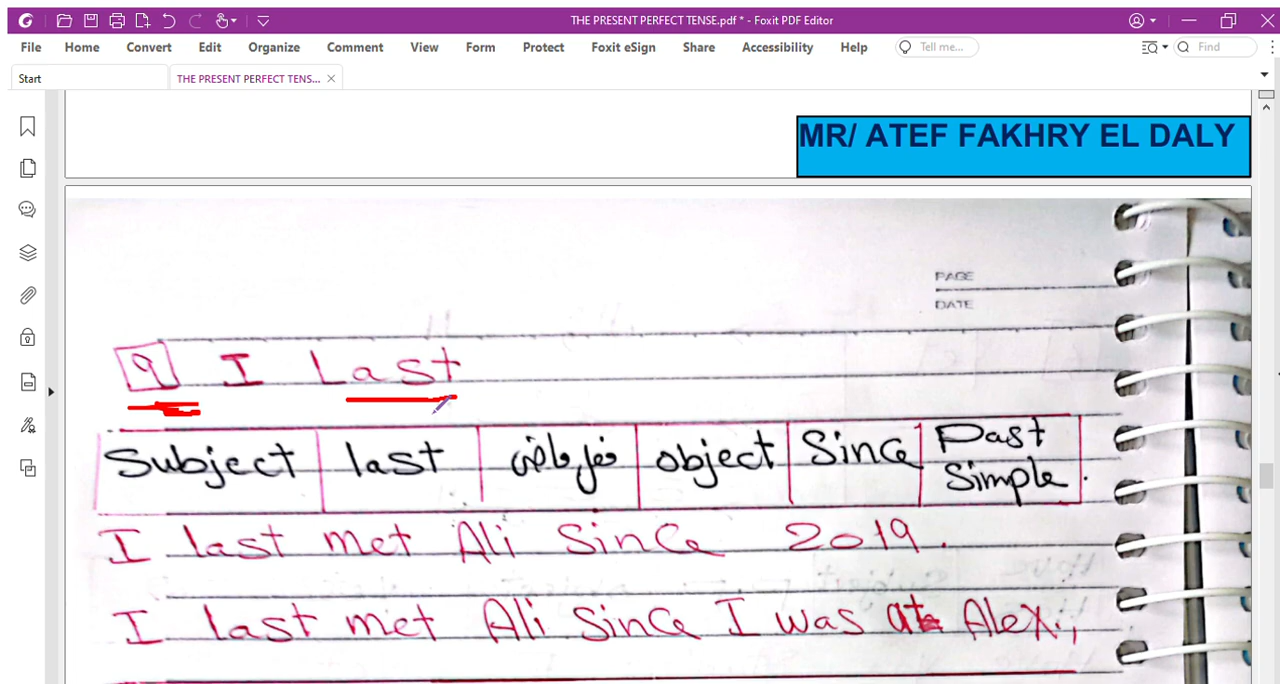 THE PRESENT PERFECT TENSE.pdf * - Foxit PDF Editor
File Home Convert Edit Organize Comment View Form Protect Foxit eSign Share Accessibility Help Tell me... Find
Start THE PRESENT PERFECT TENS...
MR/ ATEF FAKHRY EL DALY
PAGE
DATE
9 I Last
Subject last فعل ماضى object Since Past Simple.
I last met Ali Since 2019.
I last met Ali Since I was at Alex.,